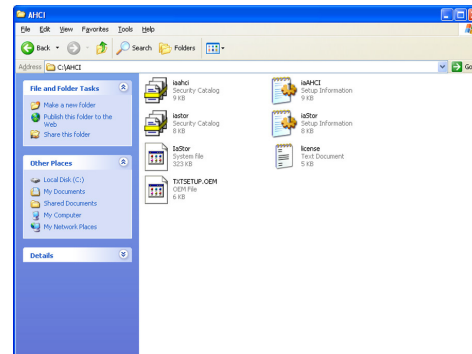 AHCI
File Edit View Favorites Tools Help
Back Search Folders
Address C:\AHCI Go
File and Folder Tasks
Make a new folder
Publish this folder to the
Web
Share this folder
Other Places
Local Disk (C:)
My Documents
Shared Documents
My Computer
My Network Places
Details
iaahci
Security Catalog
9 KB
iaAHCI
Setup Information
9 KB
iastor
Security Catalog
8 KB
iaStor
Setup Information
8 KB
IaStor
System file
323 KB
license
Text Document
5 KB
TXTSETUP.OEM
OEM File
6 KB